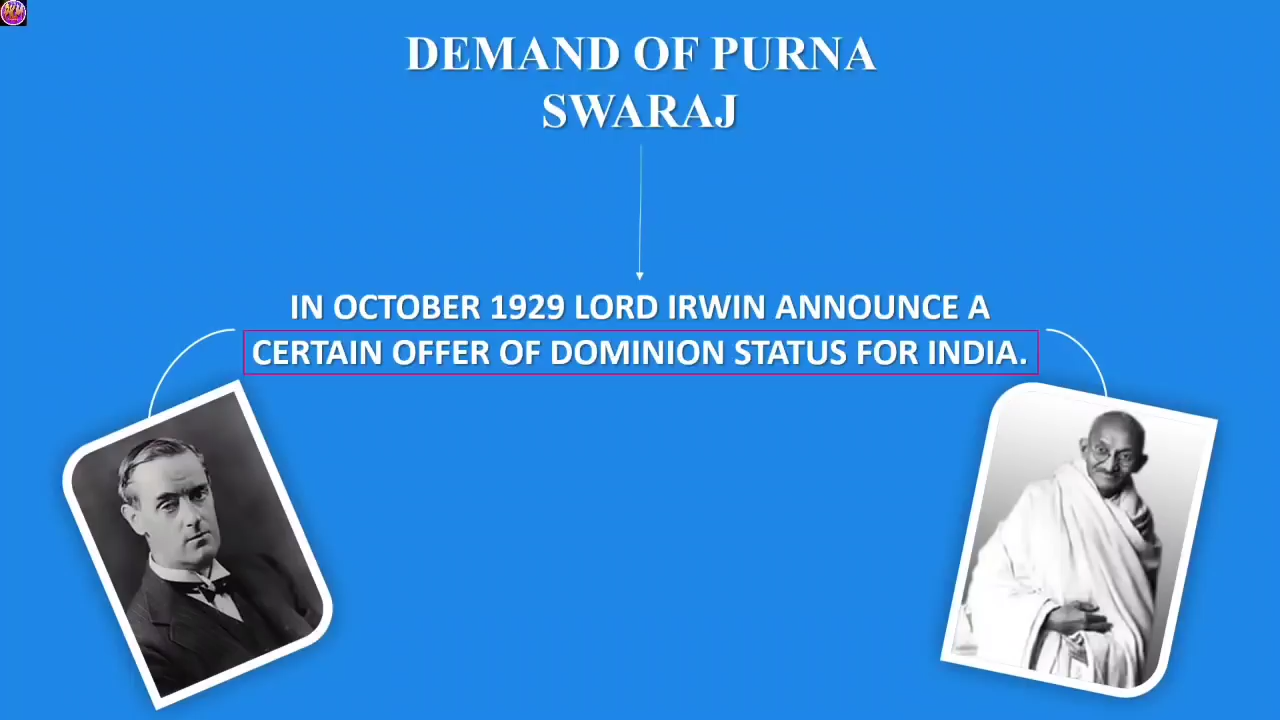 DEMAND OF PURNA
SWARAJ
IN OCTOBER 1929 LORD IRWIN ANNOUNCE A
CERTAIN OFFER OF DOMINION STATUS FOR INDIA.